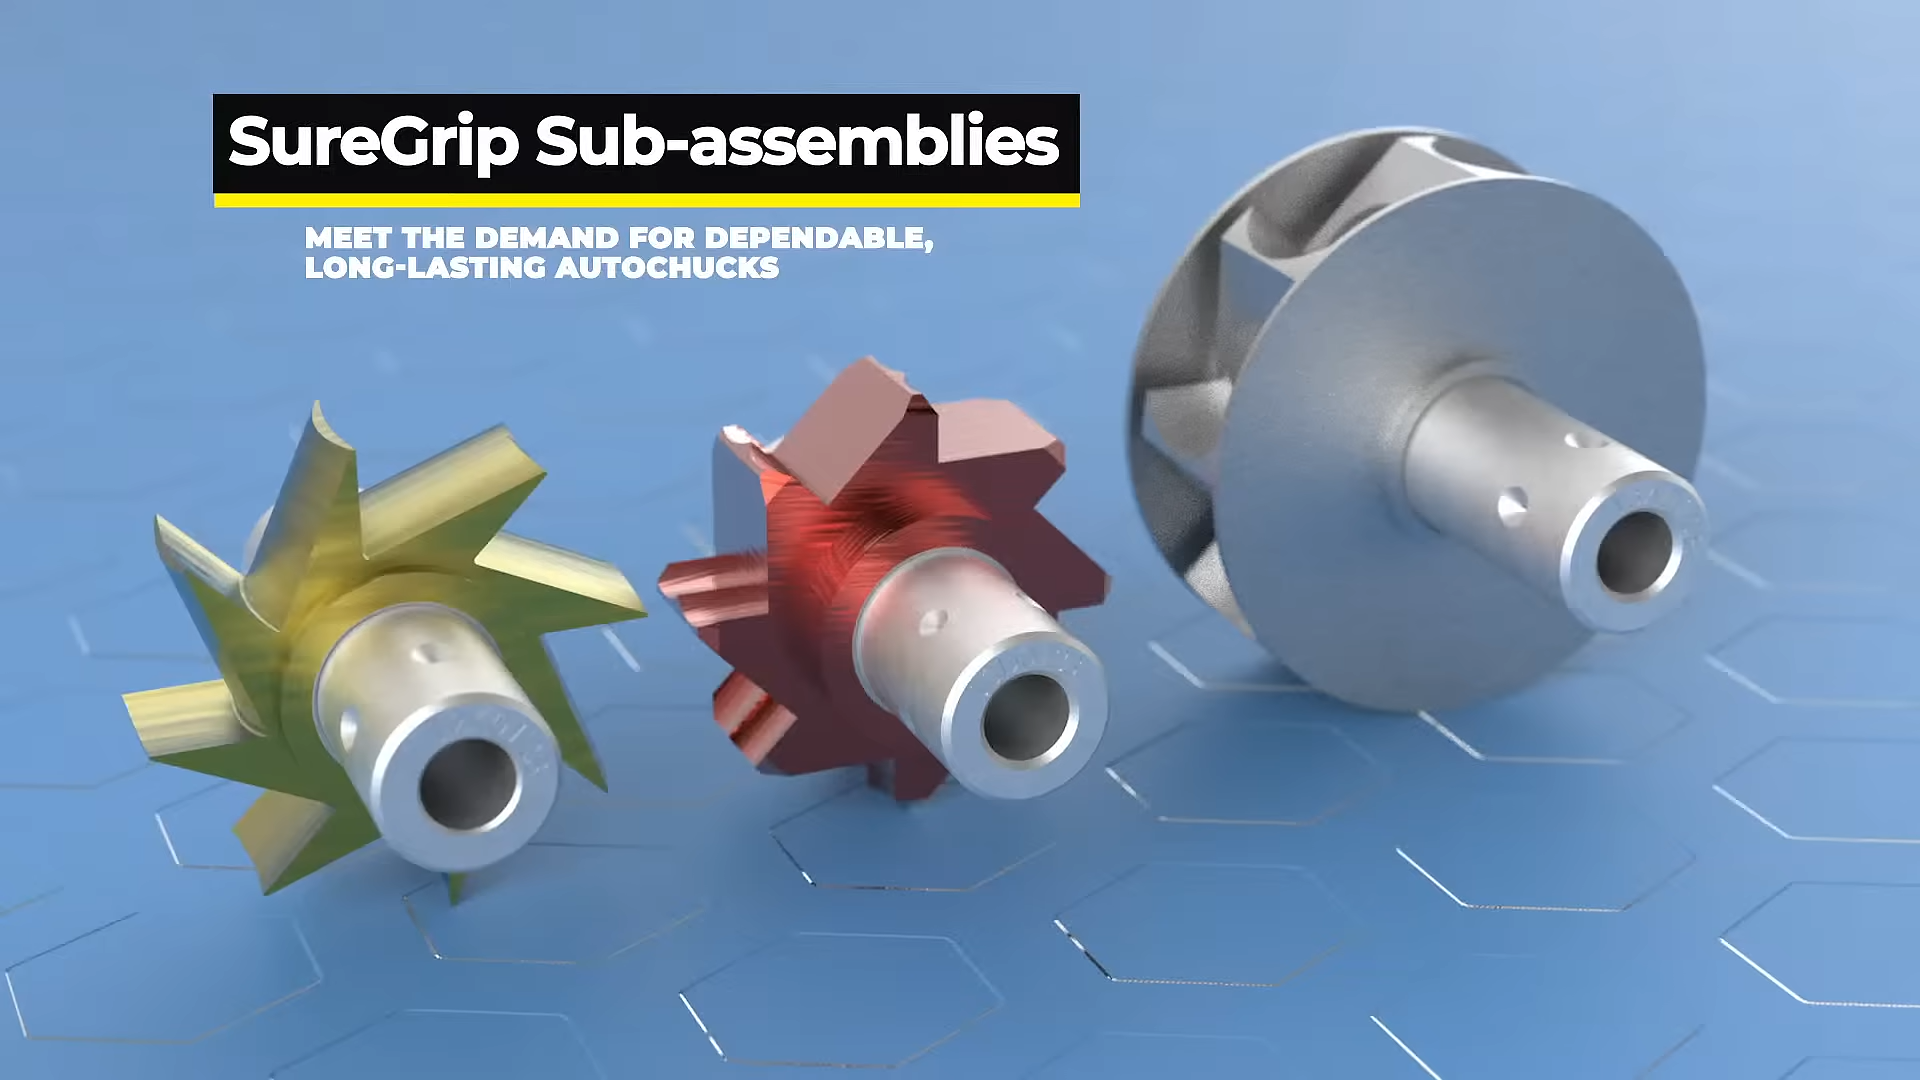 SureGrip Sub-assemblies
MEET THE DEMAND FOR DEPENDABLE,
LONG-LASTING AUTOCHUCKS